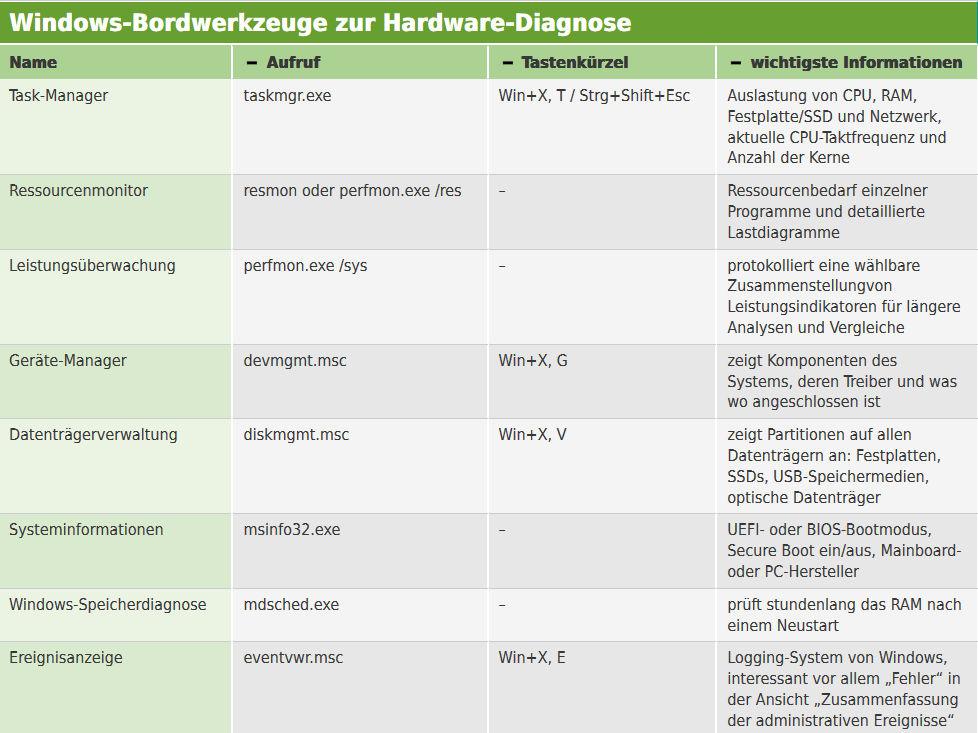 Windows-Bordwerkzeuge zur Hardware-Diagnose
Name – Aufruf – Tastenkürzel – wichtigste Informationen
Task-Manager taskmgr.exe Win+X, T / Strg+Shift+Esc Auslastung von CPU, RAM,
Festplatte/SSD und Netzwerk,
aktuelle CPU-Taktfrequenz und
Anzahl der Kerne
Ressourcenmonitor resmon oder perfmon.exe /res – Ressourcenbedarf einzelner
Programme und detaillierte
Lastdiagramme
Leistungsüberwachung perfmon.exe /sys – protokolliert eine wählbare
Zusammenstellungvon
Leistungsindikatoren für längere
Analysen und Vergleiche
Geräte-Manager devmgmt.msc Win+X, G zeigt Komponenten des
Systems, deren Treiber und was
wo angeschlossen ist
Datenträgerverwaltung diskmgmt.msc Win+X, V zeigt Partitionen auf allen
Datenträgern an: Festplatten,
SSDs, USB-Speichermedien,
optische Datenträger
Systeminformationen msinfo32.exe – UEFI- oder BIOS-Bootmodus,
Secure Boot ein/aus, Mainboard-
oder PC-Hersteller
Windows-Speicherdiagnose mdsched.exe – prüft stundenlang das RAM nach
einem Neustart
Ereignisanzeige eventvwr.msc Win+X, E Logging-System von Windows,
interessant vor allem „Fehler“ in
der Ansicht „Zusammenfassung
der administrativen Ereignisse“